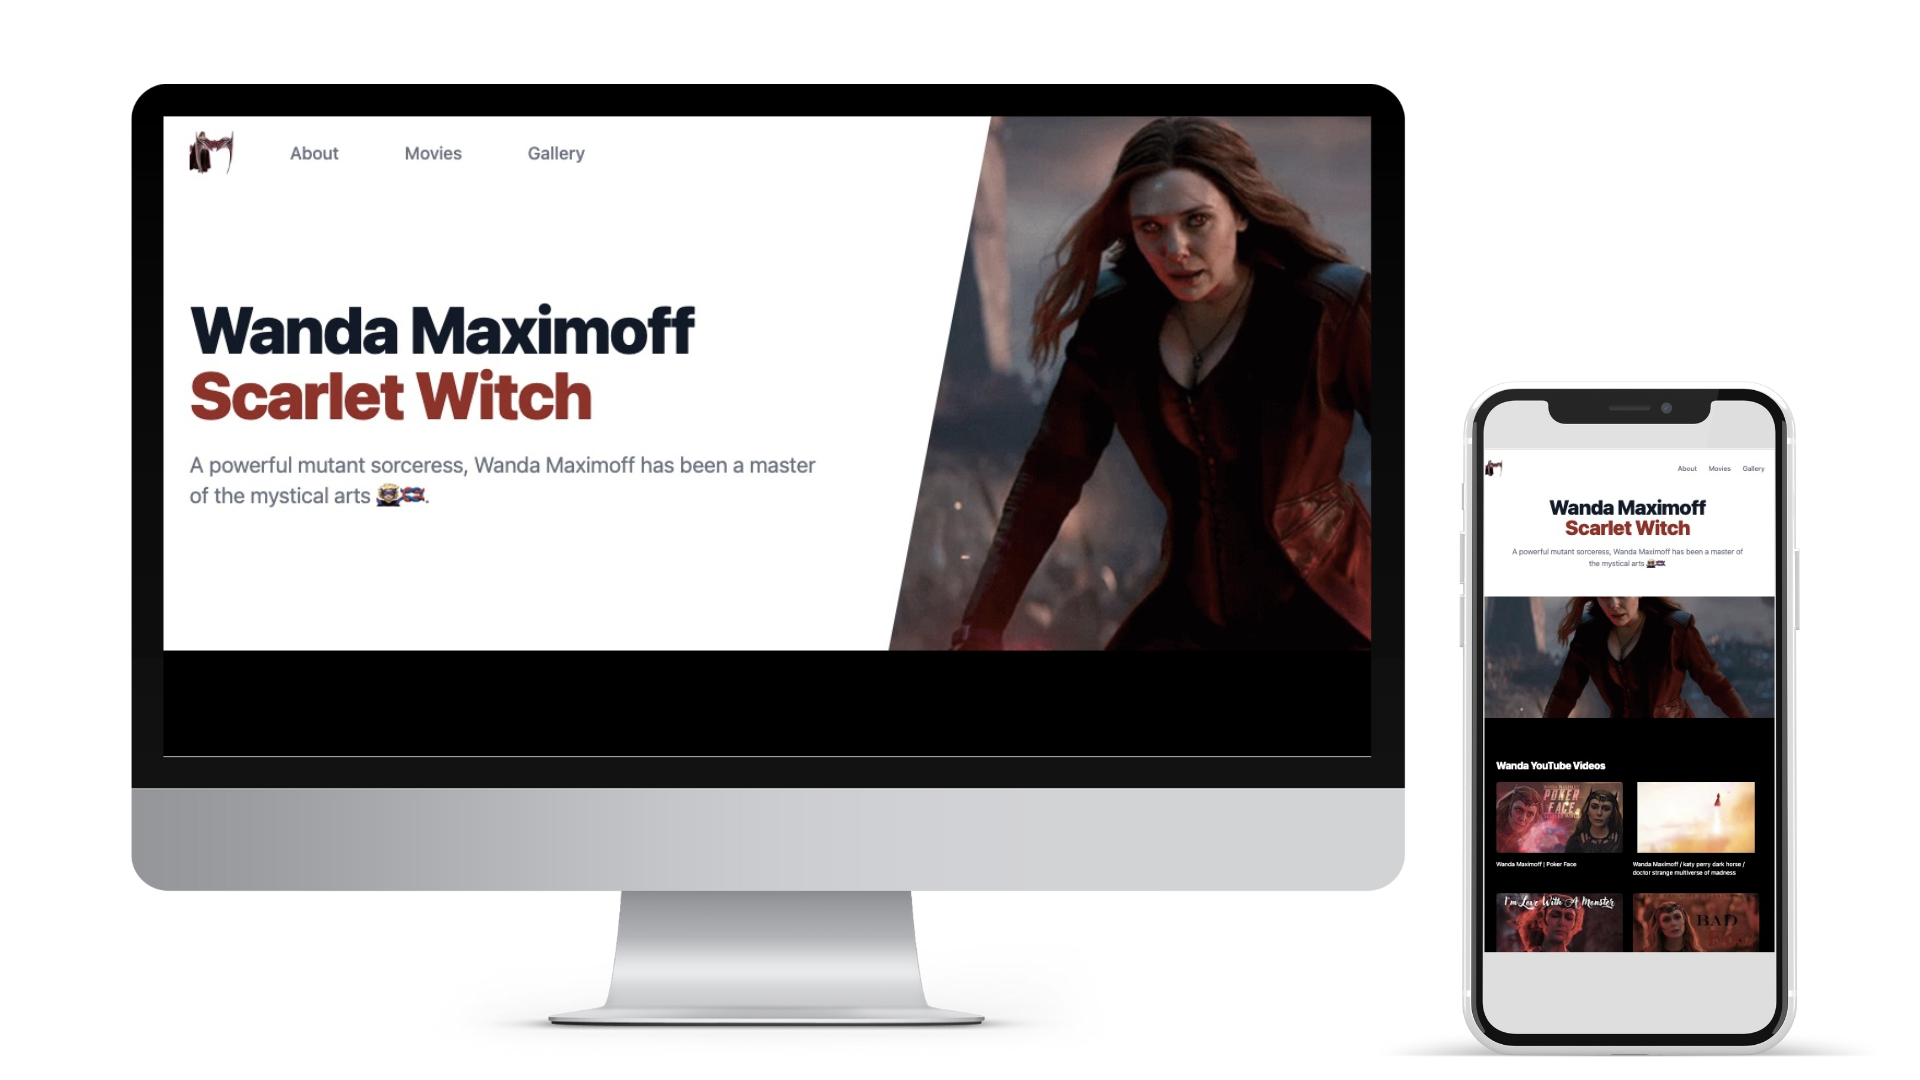 About Movies Gallery
Wanda Maximoff
Scarlet Witch
A powerful mutant sorceress, Wanda Maximoff has been a master
of the mystical arts .
About Movies Gallery
Wanda Maximoff
Scarlet Witch
A powerful mutant sorceress, Wanda Maximoff has been a master of
the mystical arts
Wanda YouTube Videos
POKER
FACE
Wanda Maximoff | Poker Face
Wanda Maximoff / katy perry dark horse /
doctor strange multiverse of madness
I'm Love With A Monster
BAD